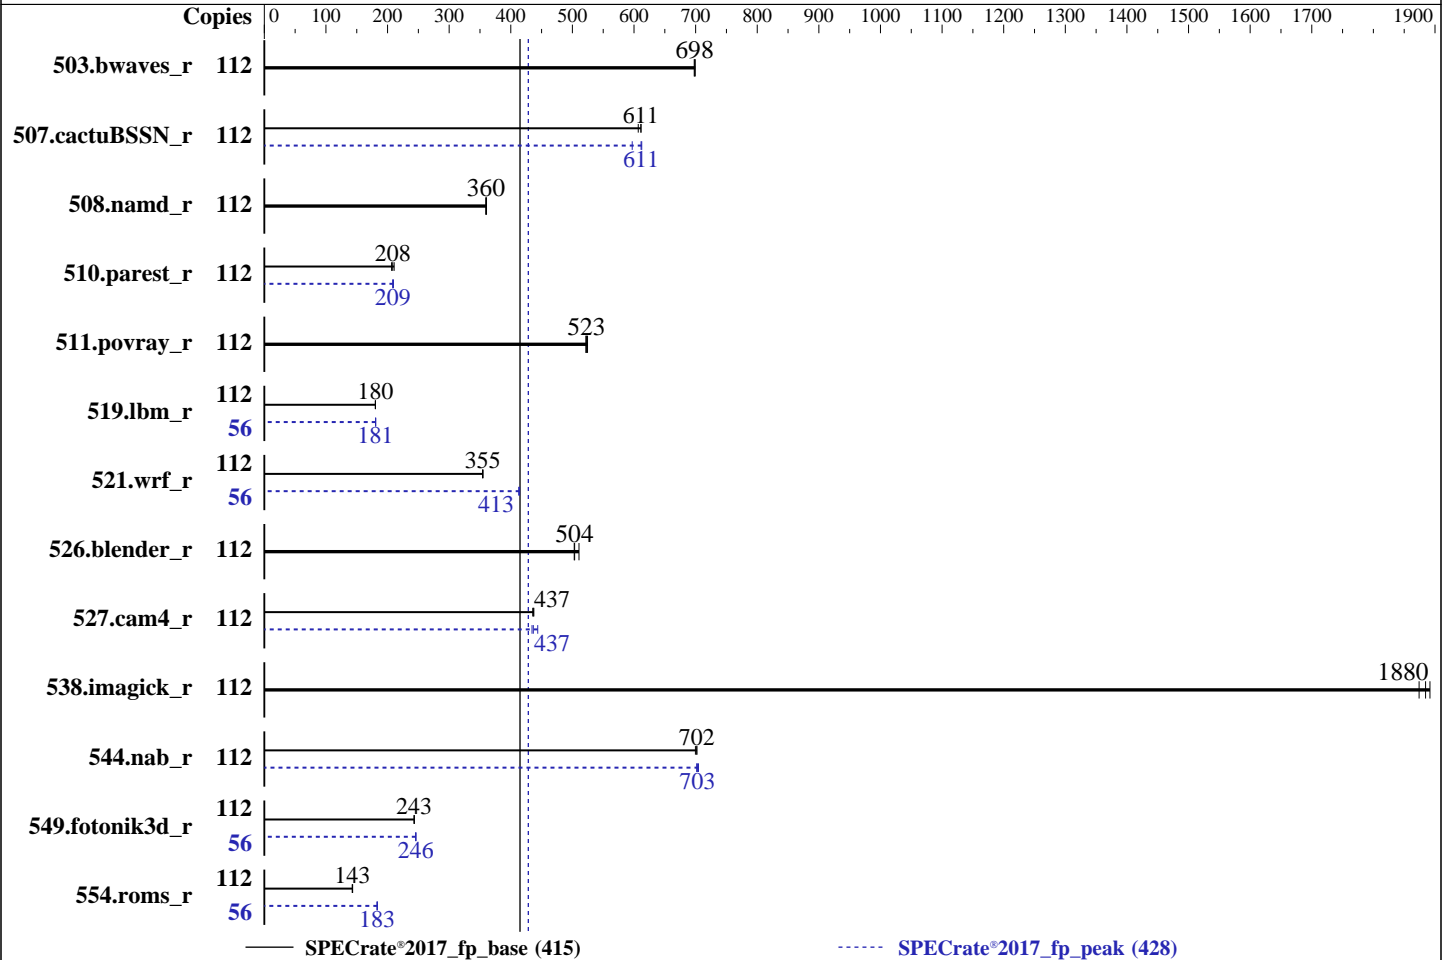 Copies 0 100 200 300 400 500 600 700 800 900 1000 1100 1200 1300 1400 1500 1600 1700 1900
503.bwaves_r 112 698
507.cactuBSSN_r 112 611
611
508.namd_r 112 360
510.parest_r 112 208
209
511.povray_r 112 523
519.lbm_r 112 180
56 181
521.wrf_r 112 355
56 413
526.blender_r 112 504
527.cam4_r 112 437
437
538.imagick_r 112 1880
544.nab_r 112 702
703
549.fotonik3d_r 112 243
56 246
554.roms_r 112 143
56 183
SPECrate®2017_fp_base (415) SPECrate®2017_fp_peak (428)